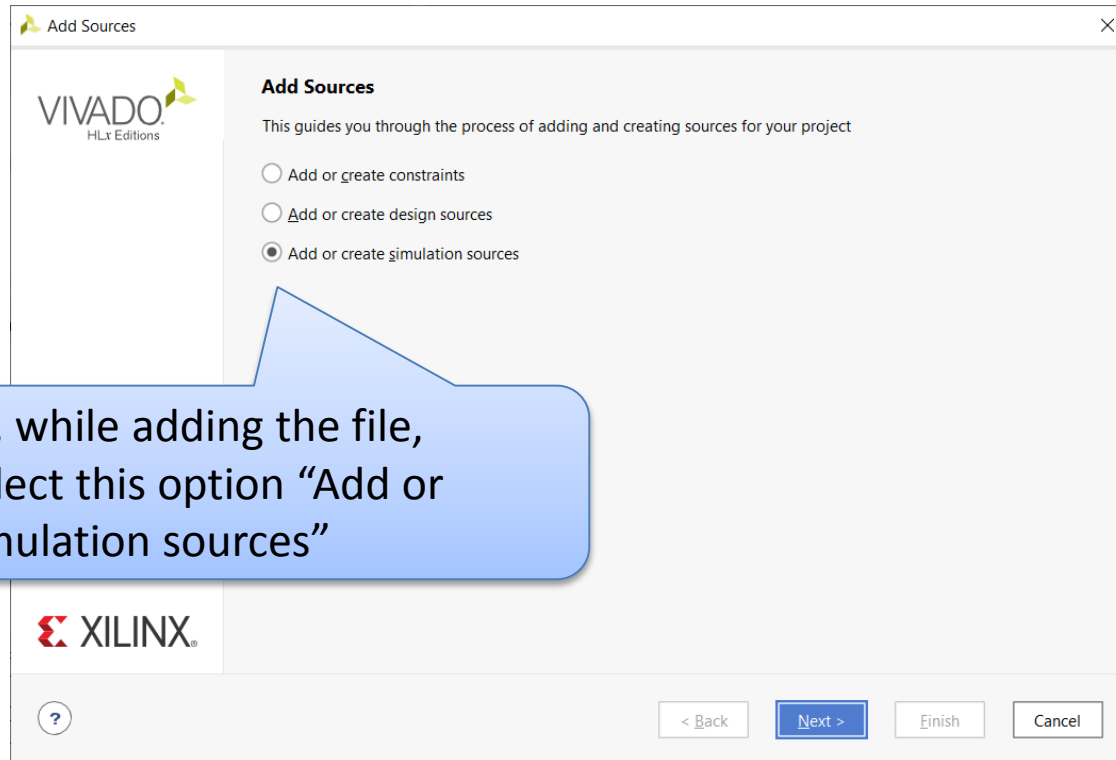 Add Sources
VIVADO.
HLx Editions
Add Sources
This guides you through the process of adding and creating sources for your project
Add or create constraints
Add or create design sources
Add or create simulation sources
, while adding the file,
lect this option “Add or
mulation sources”
XILINX®
?
< Back
Next >
Finish
Cancel